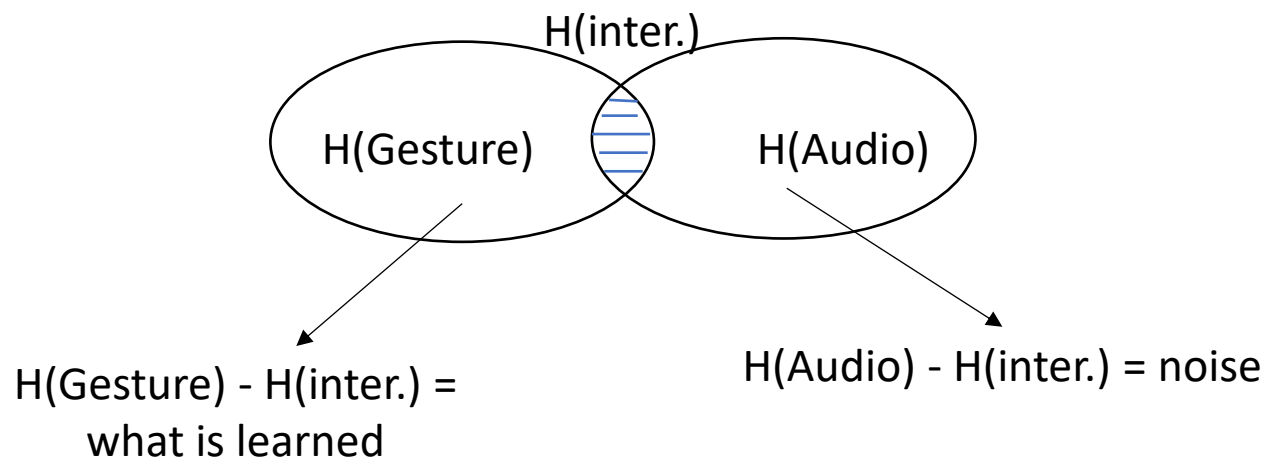 H(inter.)
H(Gesture)
H(Audio)
H(Gesture) - H(inter.) =
what is learned
H(Audio) - H(inter.) = noise